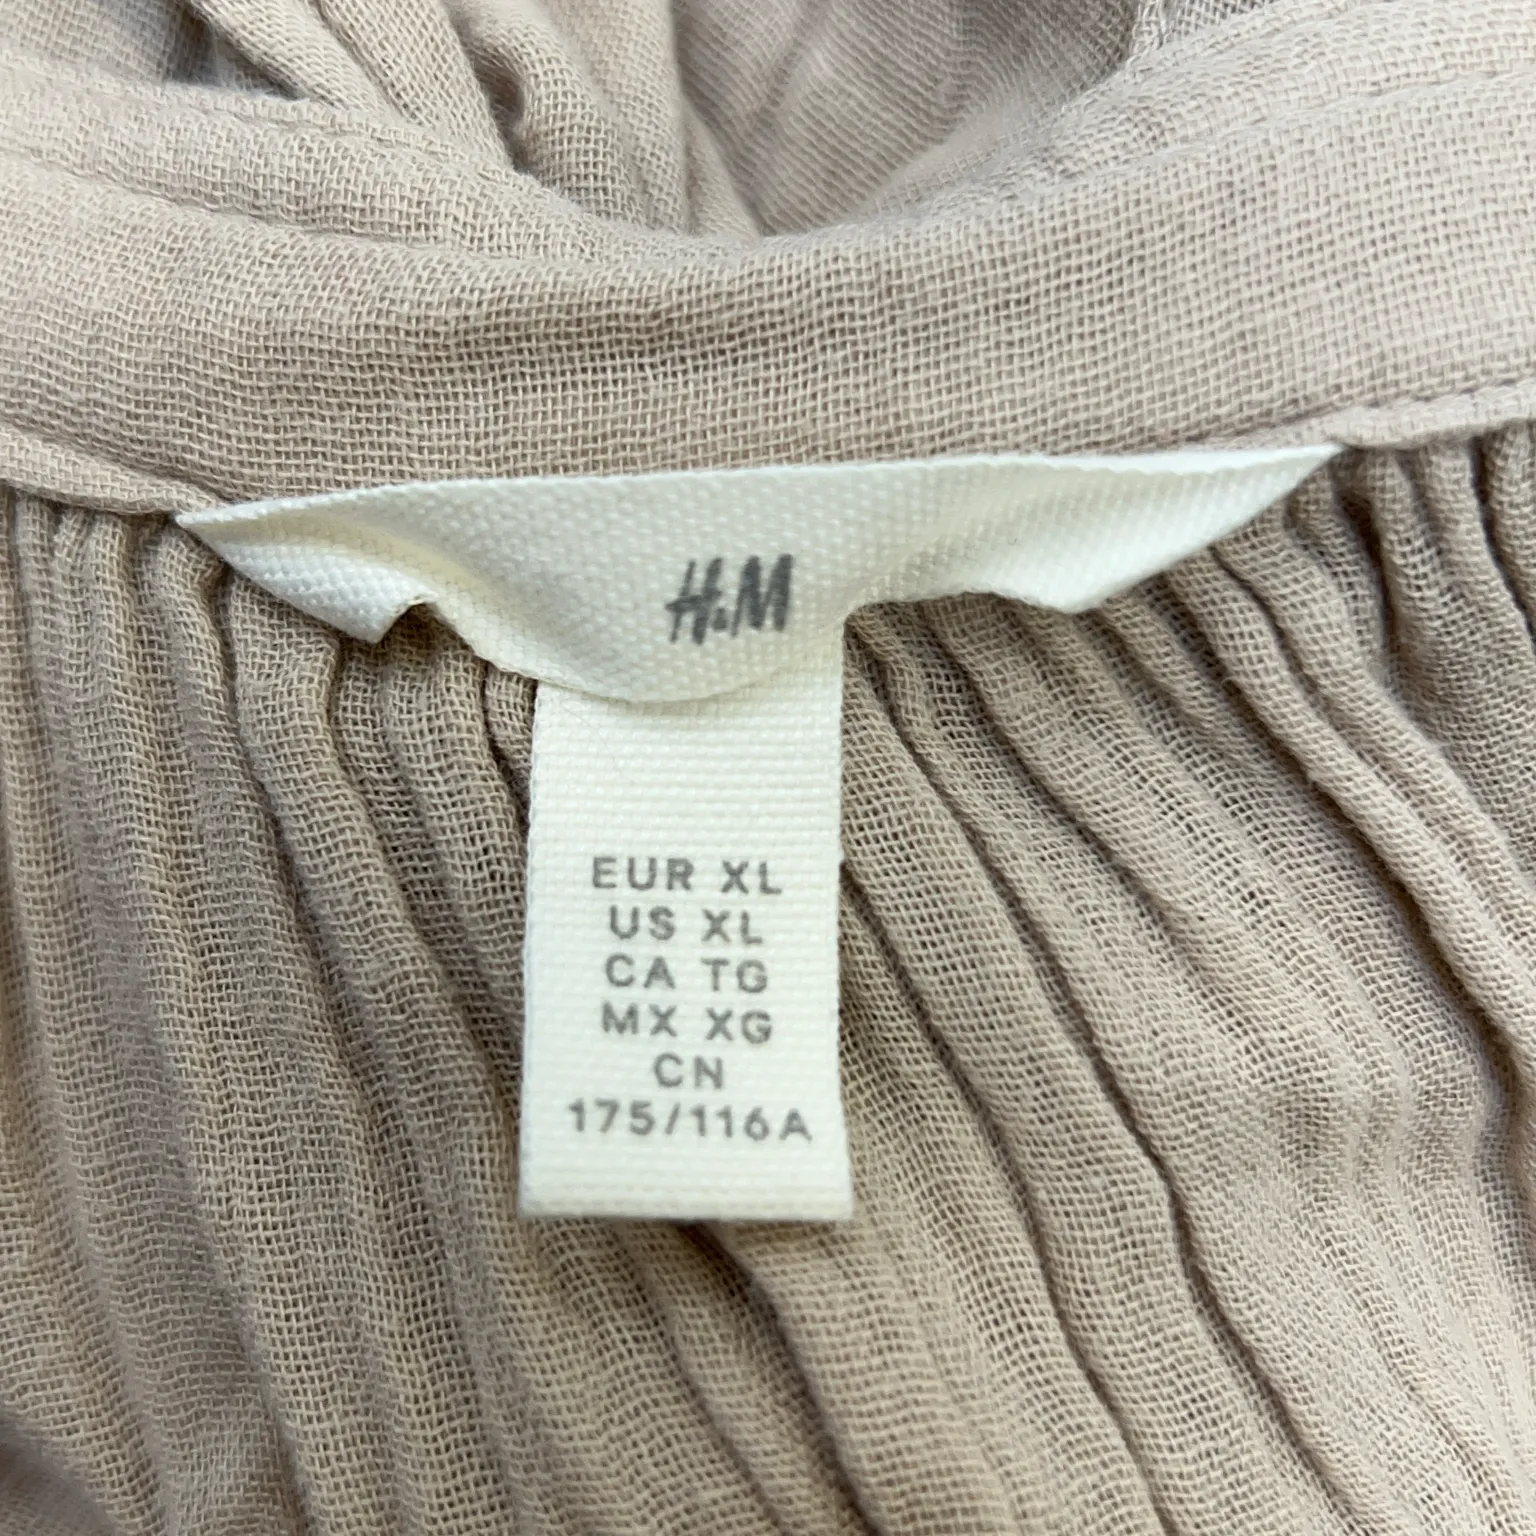 H&M
EUR XL
US XL
CA TG
MX XG
CN
175/116A